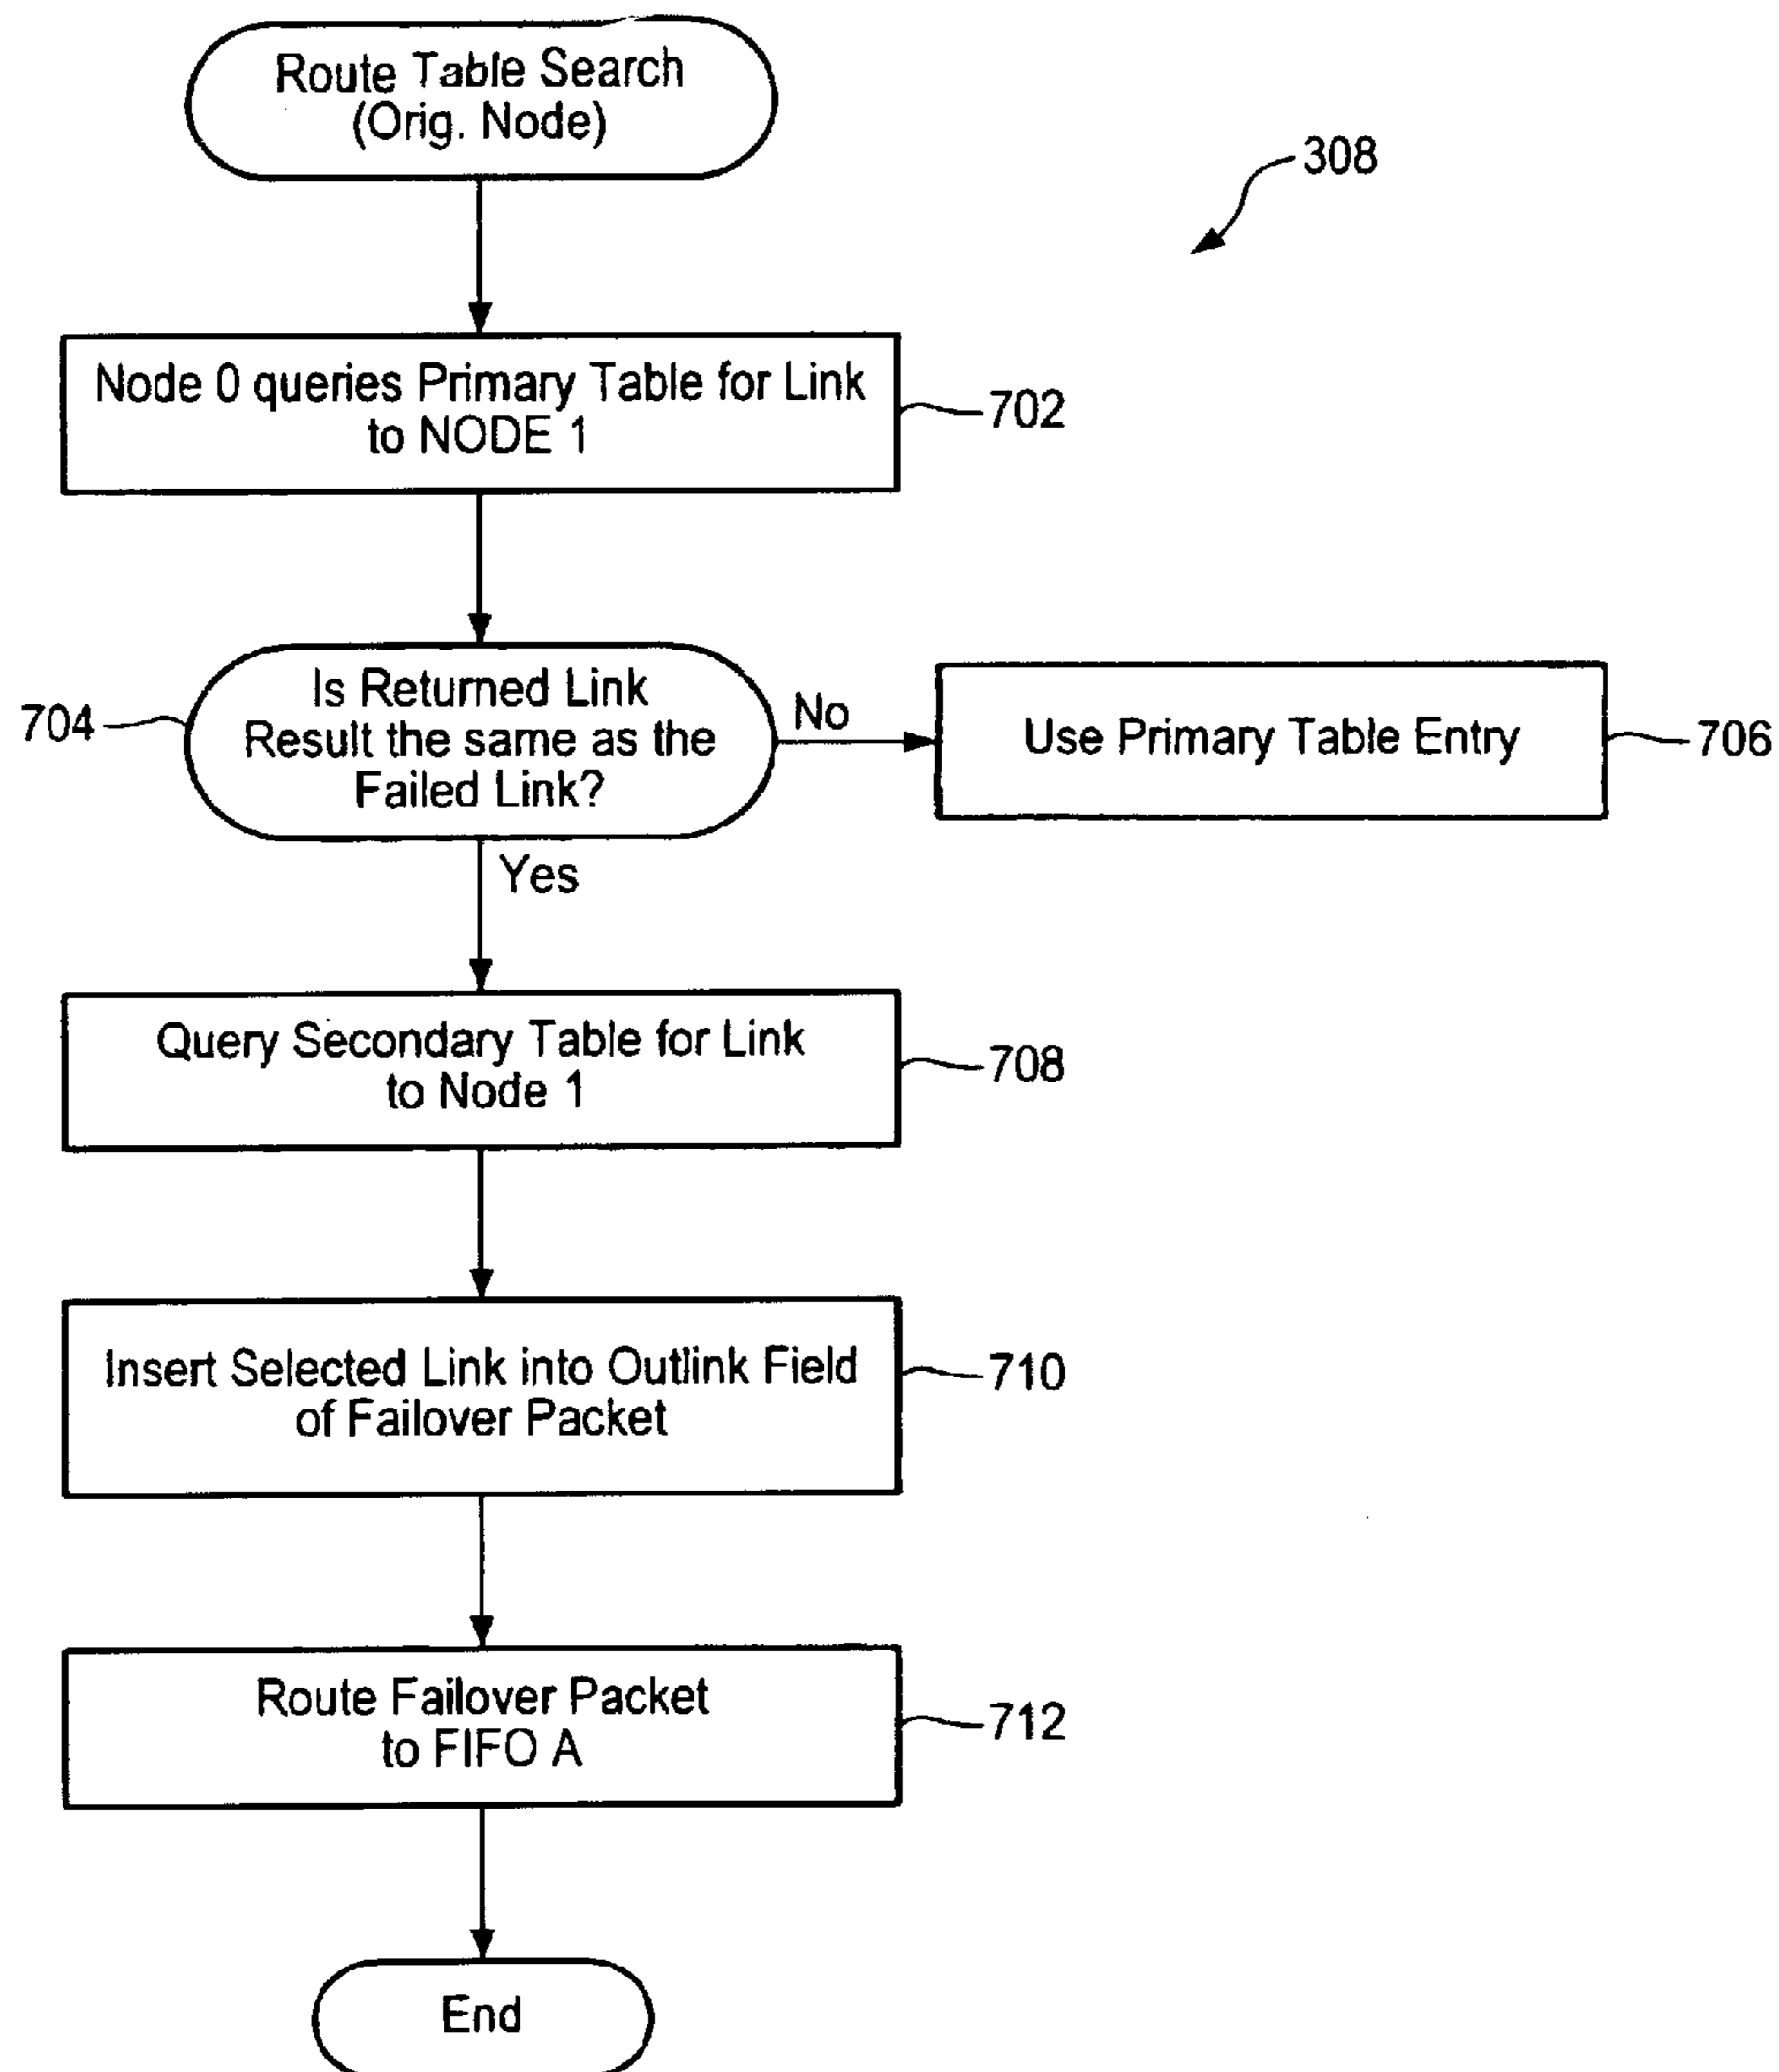 Route Table Search
(Orig. Node)
308
Node 0 queries Primary Table for Link
to NODE 1
702
Is Returned Link
Result the same as the
Failed Link?
704
No
Use Primary Table Entry
706
Yes
Query Secondary Table for Link
to Node 1
708
Insert Selected Link into Outlink Field
of Failover Packet
710
Route Failover Packet
to FIFO A
712
End